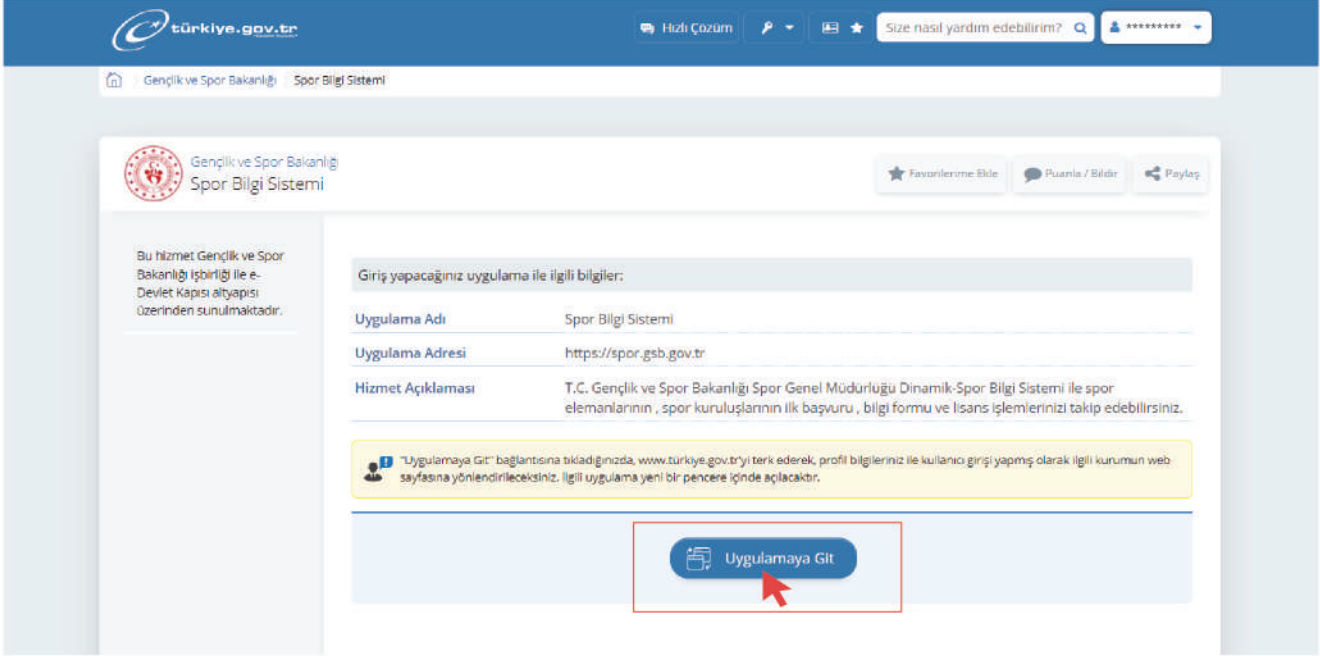 türkiye.gov.tr
Hızlı Çözüm
Size nasıl yardım edebilirim?
*********
Gençlik ve Spor Bakanlığı
Spor Bilgi Sistemi
Gençlik ve Spor Bakanlığı
Spor Bilgi Sistemi
Favorilerime Ekle
Puanla / Bildir
Paylaş
Bu hizmet Gençlik ve Spor
Bakanlığı işbirliği ile e-
Devlet Kapısı altyapısı
üzerinden sunulmaktadır.
Giriş yapacağınız uygulama ile ilgili bilgiler:
Uygulama Adı
Spor Bilgi Sistemi
Uygulama Adresi
https://spor.gsb.gov.tr
Hizmet Açıklaması
T.C. Gençlik ve Spor Bakanlığı Spor Genel Müdürlüğü Dinamik-Spor Bilgi Sistemi ile spor
elemanlarının , spor kuruluşlarının ilk başvuru , bilgi formu ve lisans işlemlerinizi takip edebilirsiniz.
"Uygulamaya Git" bağlantısına tıkladığınızda, www.türkiye.gov.tr'yi terk ederek, profil bilgileriniz ile kullanıcı girişi yapmış olarak ilgili kurumun web
sayfasına yönlendirileceksiniz. İlgili uygulama yeni bir pencere içinde açılacaktır.
Uygulamaya Git